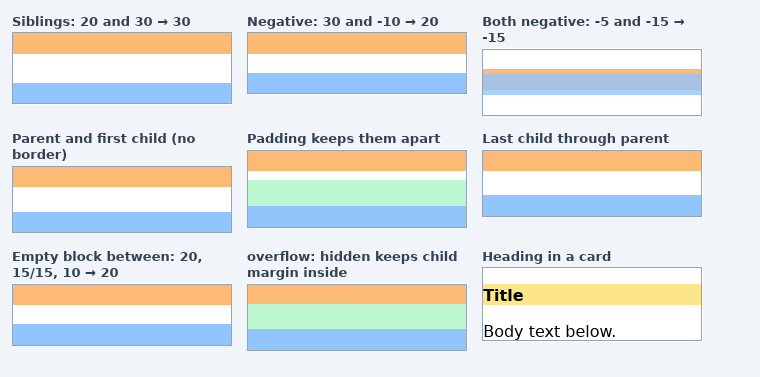 Siblings: 20 and 30 → 30
Negative: 30 and -10 → 20
Both negative: -5 and -15 →
-15
Parent and first child (no
border)
Padding keeps them apart
Last child through parent
Empty block between: 20,
15/15, 10 → 20
overflow: hidden keeps child
margin inside
Heading in a card
Title
Body text below.